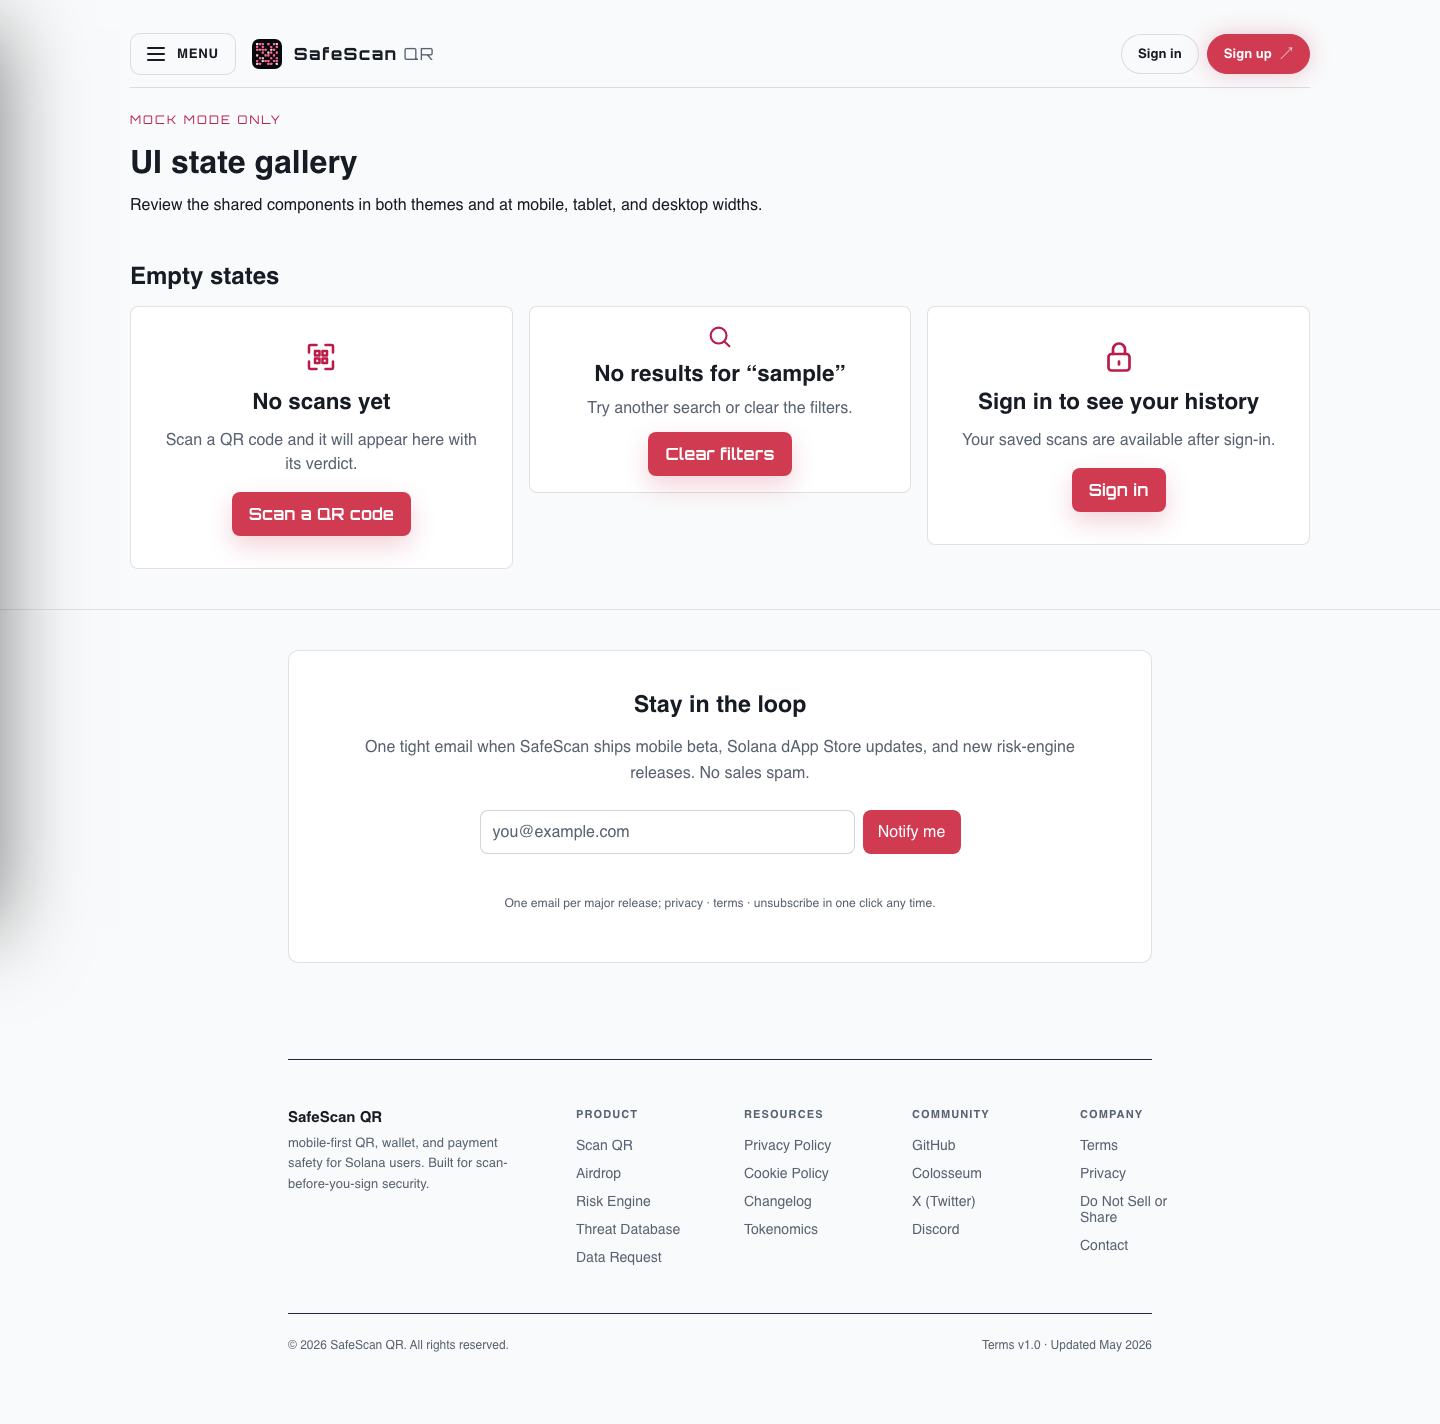 MENU
SafeScan QR
Sign in
Sign up
MOCK MODE ONLY
UI state gallery
Review the shared components in both themes and at mobile, tablet, and desktop widths.
Empty states
No scans yet
Scan a QR code and it will appear here with
its verdict.
Scan a QR code
No results for “sample”
Try another search or clear the filters.
Clear filters
Sign in to see your history
Your saved scans are available after sign-in.
Sign in
Stay in the loop
One tight email when SafeScan ships mobile beta, Solana dApp Store updates, and new risk-engine
releases. No sales spam.
you@example.com
Notify me
One email per major release; privacy · terms · unsubscribe in one click any time.
SafeScan QR
mobile-first QR, wallet, and payment
safety for Solana users. Built for scan-
before-you-sign security.
PRODUCT
Scan QR
Airdrop
Risk Engine
Threat Database
Data Request
RESOURCES
Privacy Policy
Cookie Policy
Changelog
Tokenomics
COMMUNITY
GitHub
Colosseum
X (Twitter)
Discord
COMPANY
Terms
Privacy
Do Not Sell or
Share
Contact
© 2026 SafeScan QR. All rights reserved.
Terms v1.0 · Updated May 2026